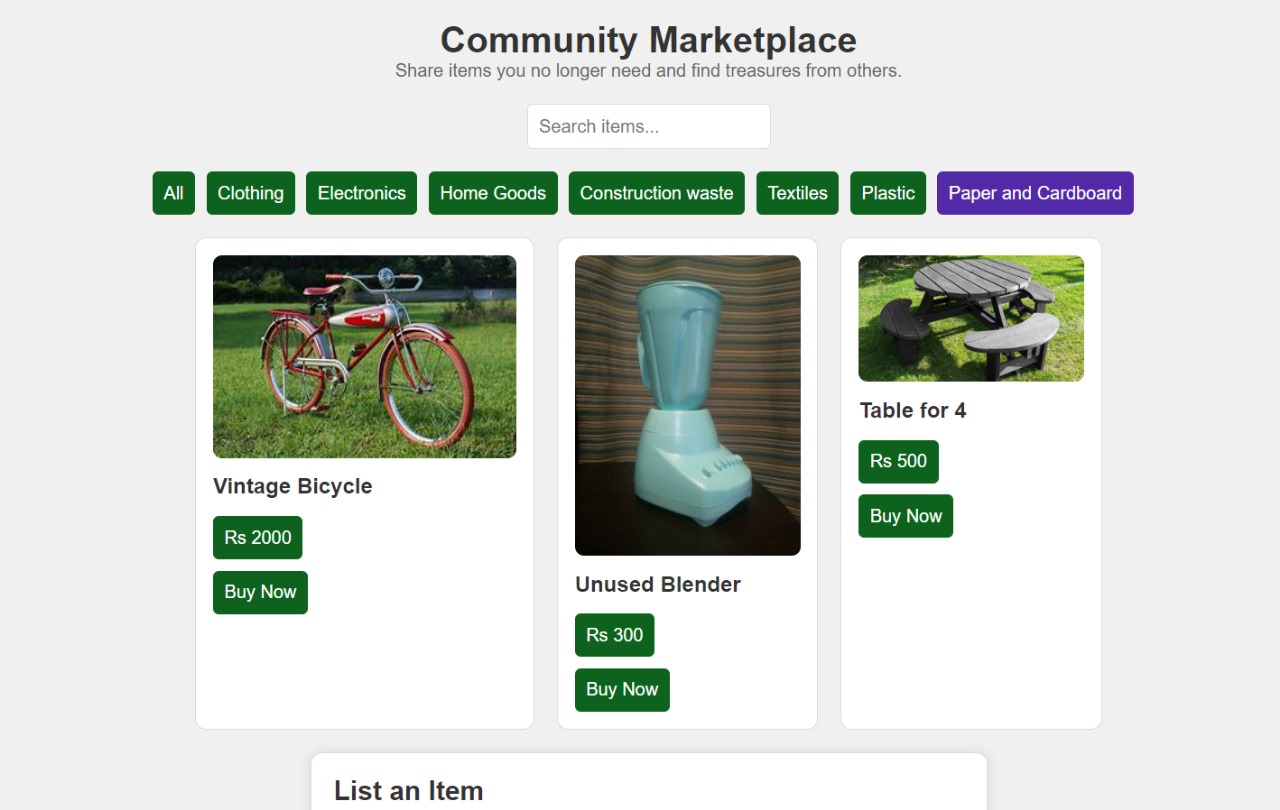 Community Marketplace
Share items you no longer need and find treasures from others.
Search items...
All Clothing Electronics Home Goods Construction waste Textiles Plastic Paper and Cardboard
Vintage Bicycle
Rs 2000
Buy Now
Unused Blender
Rs 300
Buy Now
Table for 4
Rs 500
Buy Now
List an Item